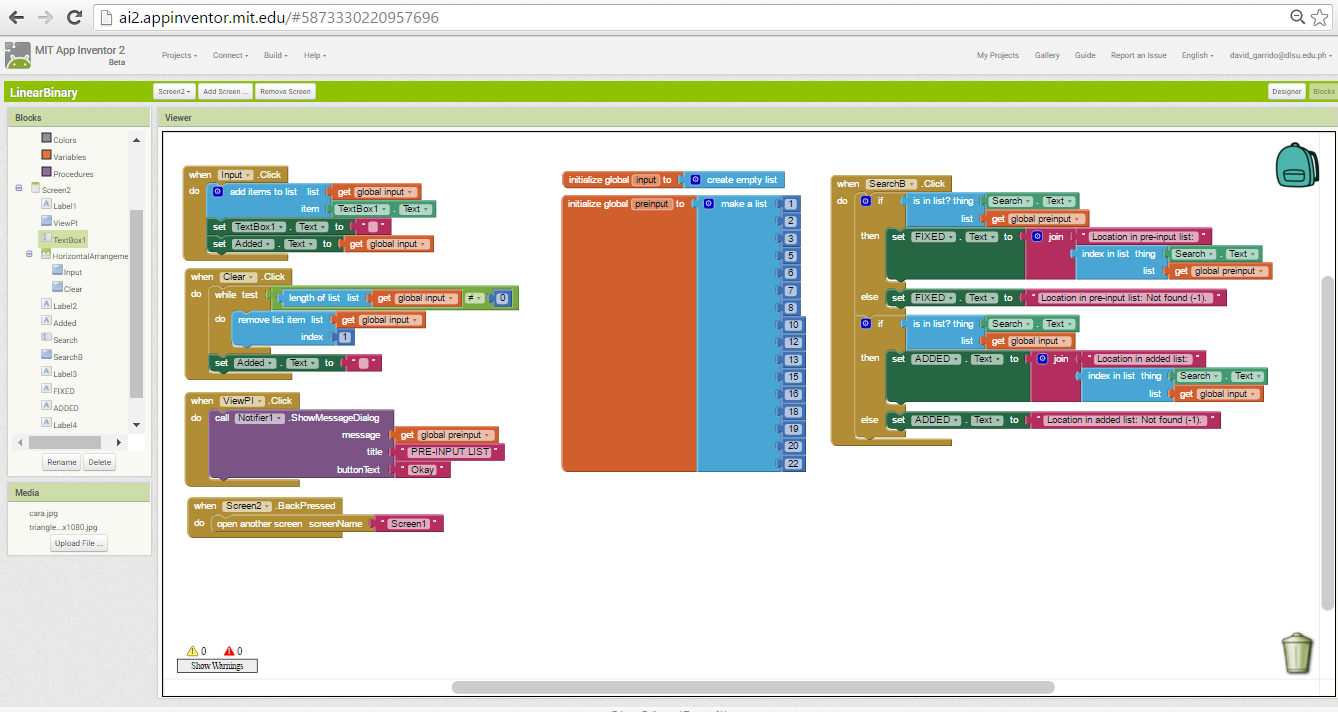 ai2.appinventor.mit.edu/#5873330220957696
MIT App Inventor 2
Beta
Projects Connect Build Help
My Projects Gallery Guide Report an Issue English david_garrido@dlsu.edu.ph
LinearBinary
Screen2 Add Screen ... Remove Screen
Designer Blocks
Blocks
Colors
Variables
Procedures
Screen2
Label1
ViewPI
TextBox1
HorizontalArrangeme
Input
Clear
Label2
Added
Search
SearchB
Label3
FIXED
ADDED
Label4
Rename Delete
Media
cara.jpg
triangle...x1080.jpg
Upload File ...
Viewer
when Input .Click
do add items to list list get global input
item TextBox1 . Text
set TextBox1 . Text to " "
set Added . Text to get global input
when Clear .Click
do while test length of list list get global input ≠ 0
do remove list item list get global input
index 1
set Added . Text to " "
when ViewPI .Click
do call Notifier1 .ShowMessageDialog
message get global preinput
title " PRE-INPUT LIST "
buttonText " Okay "
when Screen2 .BackPressed
do open another screen screenName " Screen1 "
initialize global input to create empty list
initialize global preinput to make a list 1
2
3
5
6
7
8
10
12
13
15
16
18
19
20
22
when SearchB .Click
do if is in list? thing Search . Text
list get global preinput
then set FIXED . Text to join " Location in pre-input list: "
index in list thing Search . Text
list get global preinput
else set FIXED . Text to " Location in pre-input list: Not found (-1). "
if is in list? thing Search . Text
list get global input
then set ADDED . Text to join " Location in added list: "
index in list thing Search . Text
list get global input
else set ADDED . Text to " Location in added list: Not found (-1). "
0 0
Show Warnings